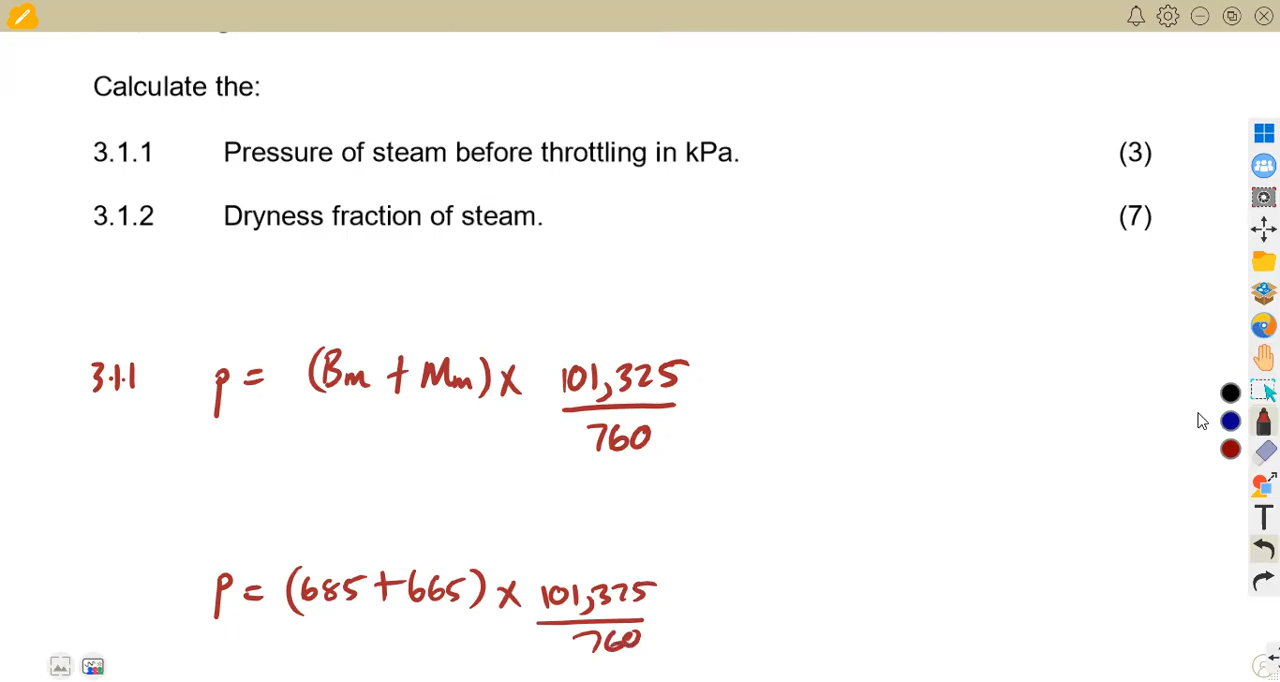 Calculate the:
3.1.1 Pressure of steam before throttling in kPa. (3)
3.1.2 Dryness fraction of steam. (7)
3.1.1 p = (Bm + Mm) × 101,325
760
p = (685+665) × 101,325
760
T